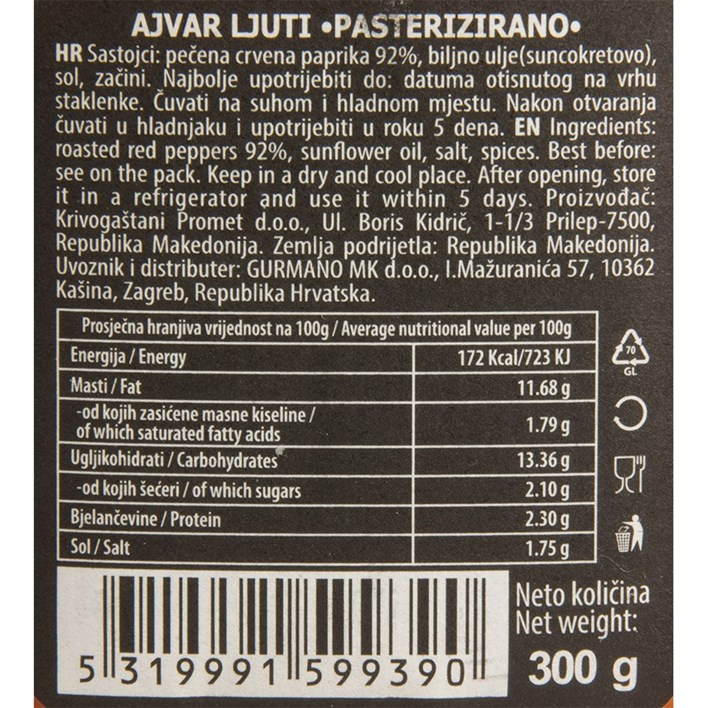 AJVAR LJUTI •PASTERIZIRANO•
HR Sastojci: pečena crvena paprika 92%, biljno ulje(suncokretovo),
sol, začini. Najbolje upotrijebiti do: datuma otisnutog na vrhu
staklenke. Čuvati na suhom i hladnom mjestu. Nakon otvaranja
čuvati u hladnjaku i upotrijebiti u roku 5 dena. EN Ingredients:
roasted red peppers 92%, sunflower oil, salt, spices. Best before:
see on the pack. Keep in a dry and cool place. After opening, store
it in a refrigerator and use it within 5 days. Proizvođač:
Krivogaštani Promet d.o.o., Ul. Boris Kidrič, 1-1/3 Prilep-7500,
Republika Makedonija. Zemlja podrijetla: Republika Makedonija.
Uvoznik i distributer: GURMANO MK d.o.o., I.Mažuranića 57, 10362
Kašina, Zagreb, Republika Hrvatska.
Prosječna hranjiva vrijednost na 100g / Average nutritional value per 100g
Energija / Energy 172 Kcal/723 KJ
Masti / Fat 11.68 g
-od kojih zasićene masne kiseline /
of which saturated fatty acids 1.79 g
Ugljikohidrati / Carbohydrates 13.36 g
-od kojih šećeri / of which sugars 2.10 g
Bjelančevine / Protein 2.30 g
Sol / Salt 1.75 g
70
GL
Neto količina
Net weight:
300 g
5 319991 599390